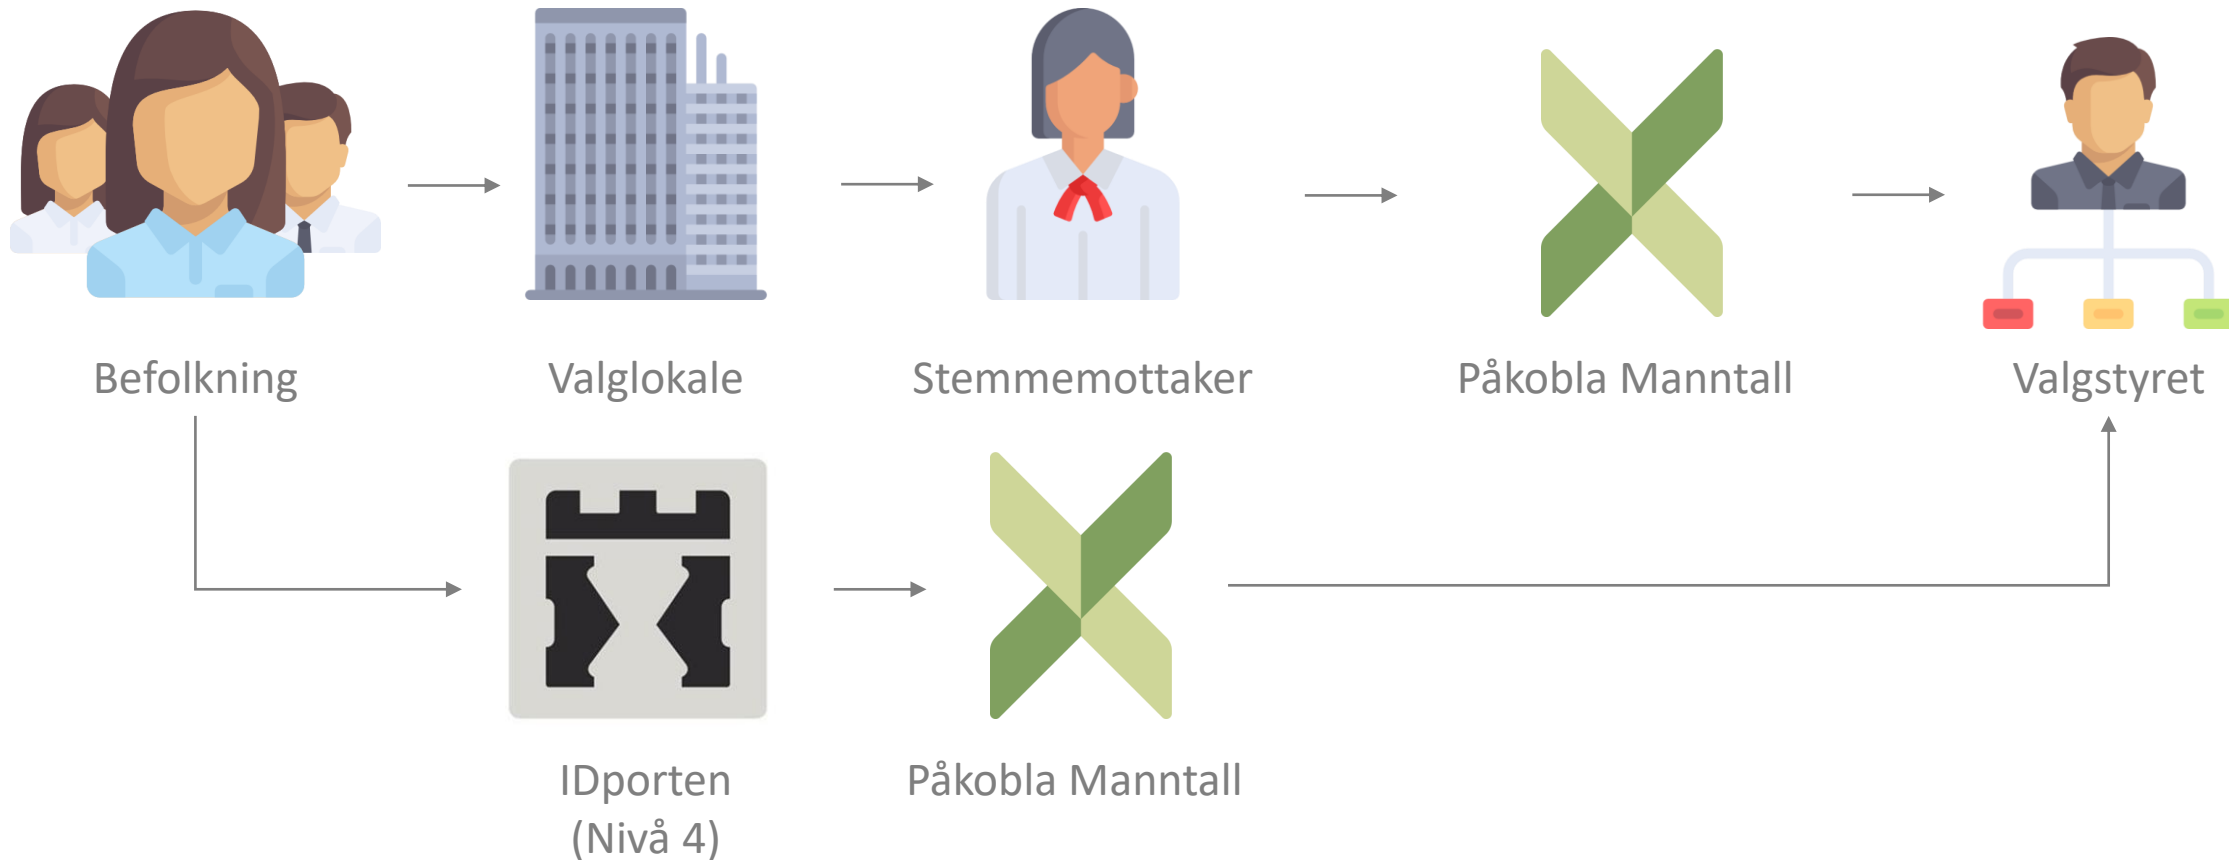 Befolkning
Valglokale
Stemmemottaker
Påkobla Manntall
Valgstyret
IDporten
(Nivå 4)
Påkobla Manntall